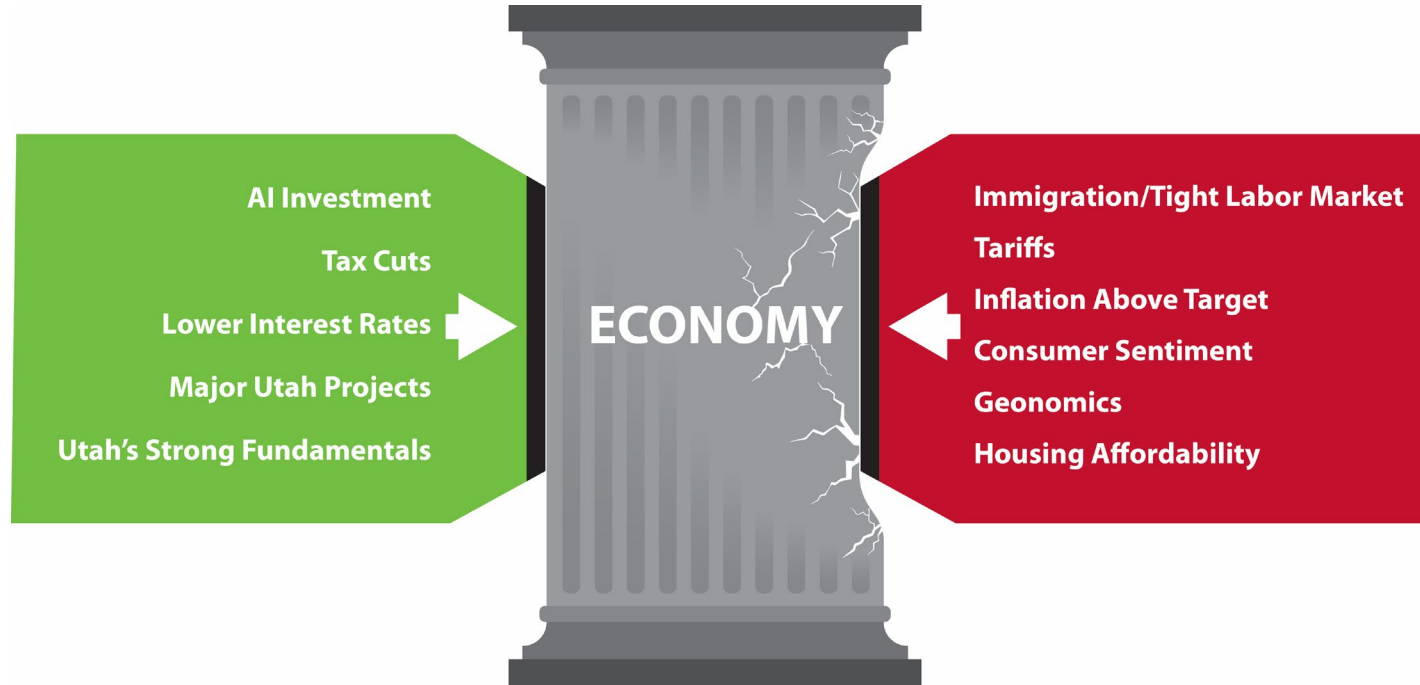 AI Investment
Tax Cuts
Lower Interest Rates
Major Utah Projects
Utah’s Strong Fundamentals
ECONOMY
Immigration/Tight Labor Market
Tariffs
Inflation Above Target
Consumer Sentiment
Geonomics
Housing Affordability